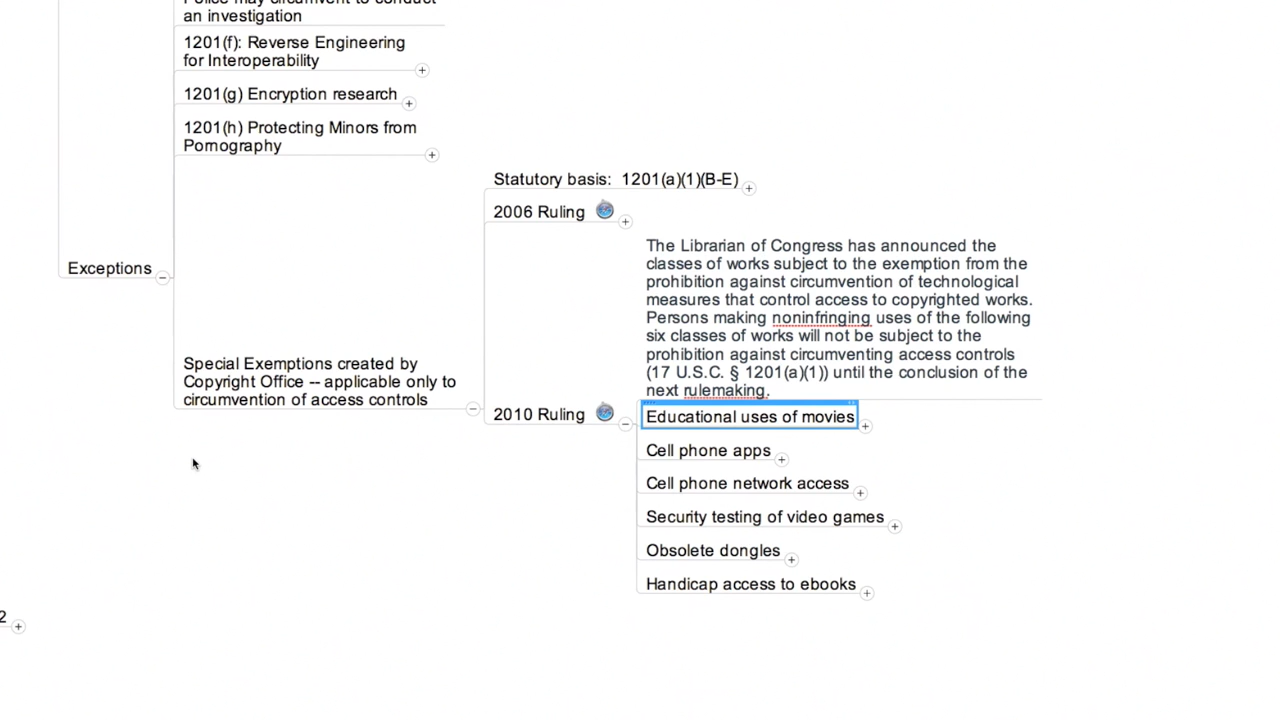 Police may circumvent to conduct
an investigation
1201(f): Reverse Engineering
for Interoperability
1201(g) Encryption research
1201(h) Protecting Minors from
Pornography
Exceptions
Special Exemptions created by
Copyright Office -- applicable only to
circumvention of access controls
Statutory basis:  1201(a)(1)(B-E)
2006 Ruling
2010 Ruling
The Librarian of Congress has announced the
classes of works subject to the exemption from the
prohibition against circumvention of technological
measures that control access to copyrighted works.
Persons making noninfringing uses of the following
six classes of works will not be subject to the
prohibition against circumventing access controls
(17 U.S.C. § 1201(a)(1)) until the conclusion of the
next rulemaking.
Educational uses of movies
Cell phone apps
Cell phone network access
Security testing of video games
Obsolete dongles
Handicap access to ebooks
2